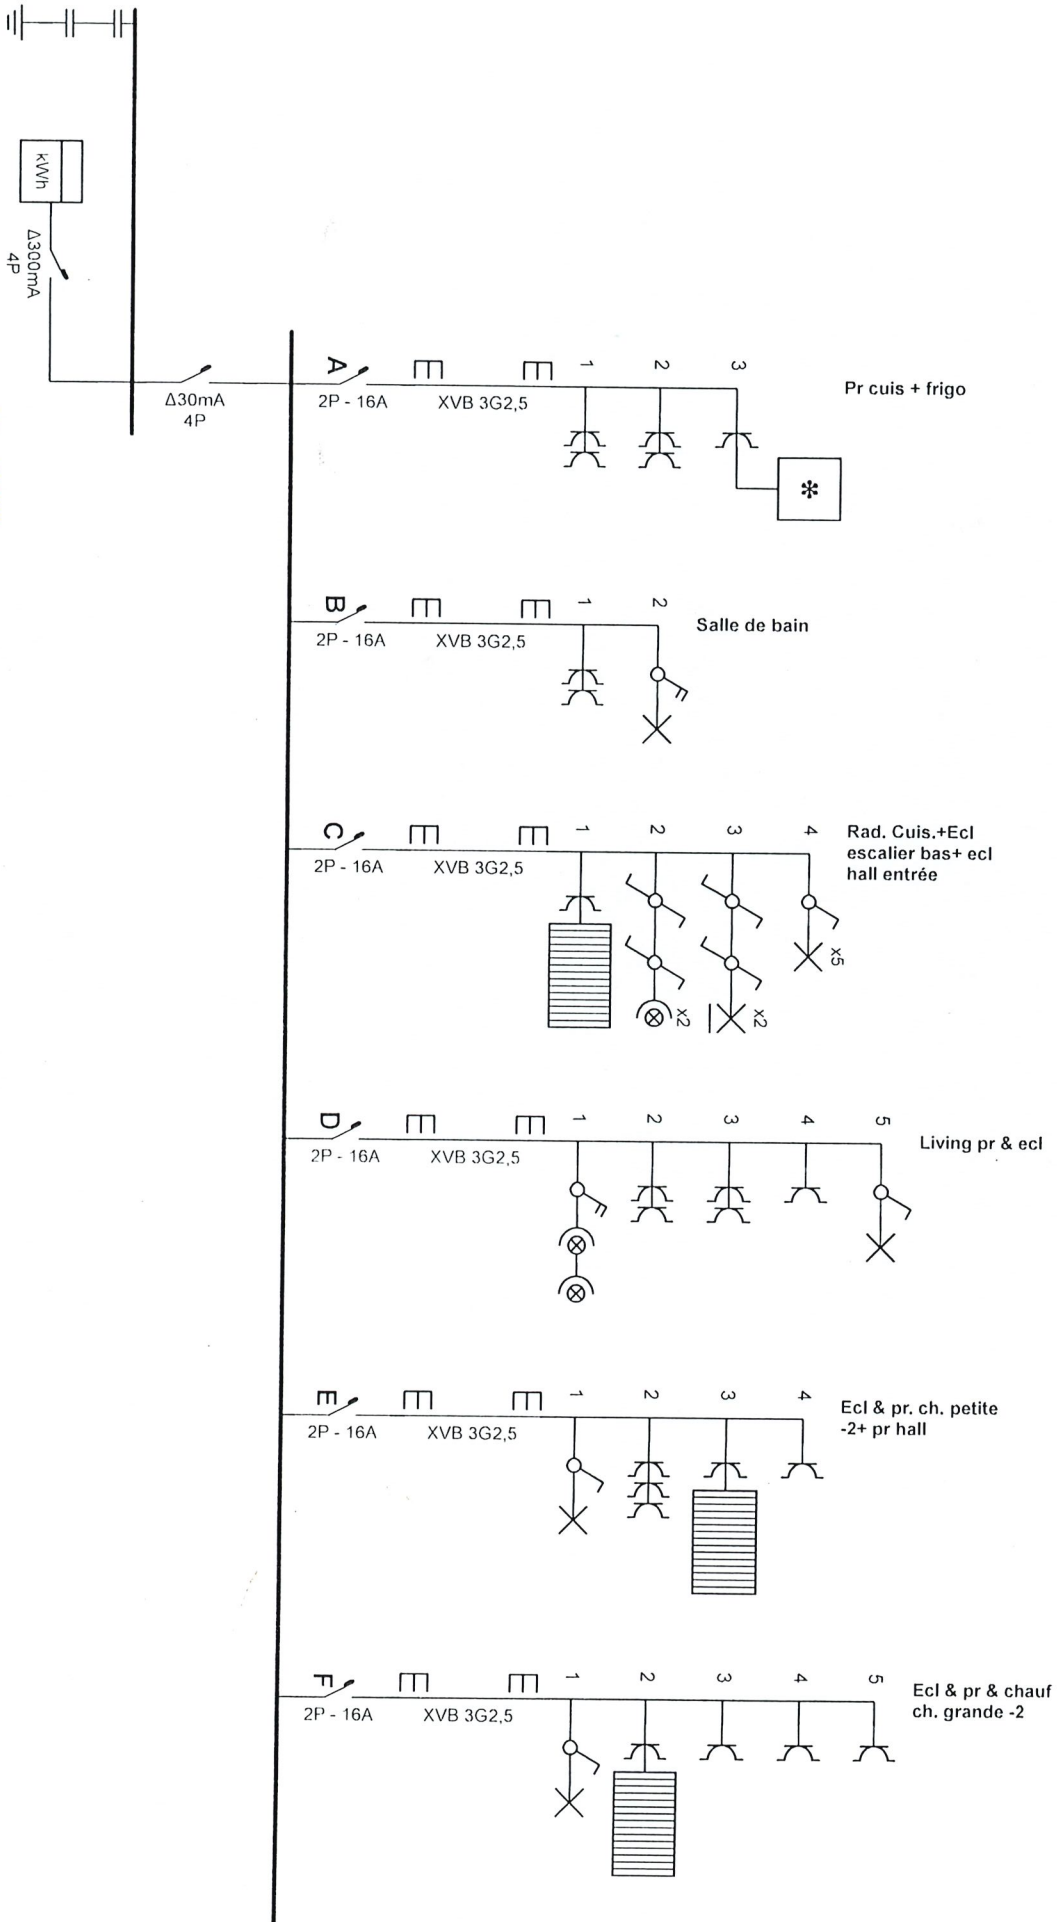 kWh
Δ300mA
4P
Δ30mA
4P
A
2P - 16A
XVB 3G2,5
1
2
3
Pr cuis + frigo
B
2P - 16A
XVB 3G2,5
1
2
Salle de bain
C
2P - 16A
XVB 3G2,5
1
2
3
4
x2
x2
x5
Rad. Cuis.+Ecl
escalier bas+ ecl
hall entrée
D
2P - 16A
XVB 3G2,5
1
2
3
4
5
Living pr & ecl
E
2P - 16A
XVB 3G2,5
1
2
3
4
Ecl & pr. ch. petite
-2+ pr hall
F
2P - 16A
XVB 3G2,5
1
2
3
4
5
Ecl & pr & chauf
ch. grande -2